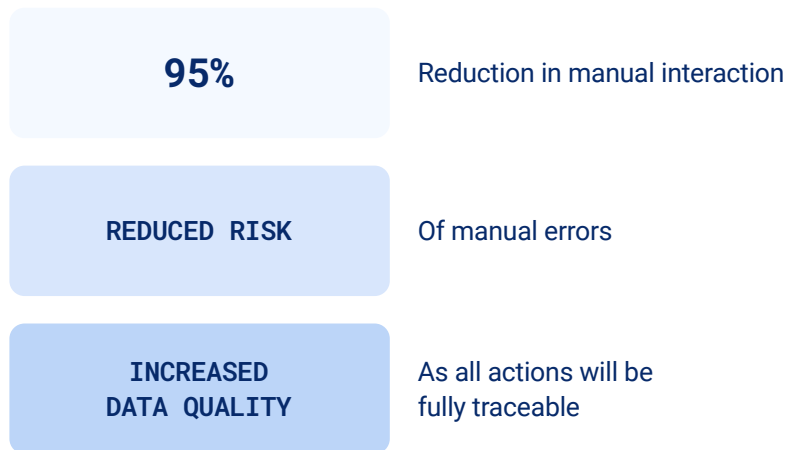 95%
Reduction in manual interaction
REDUCED RISK
Of manual errors
INCREASED
DATA QUALITY
As all actions will be
fully traceable